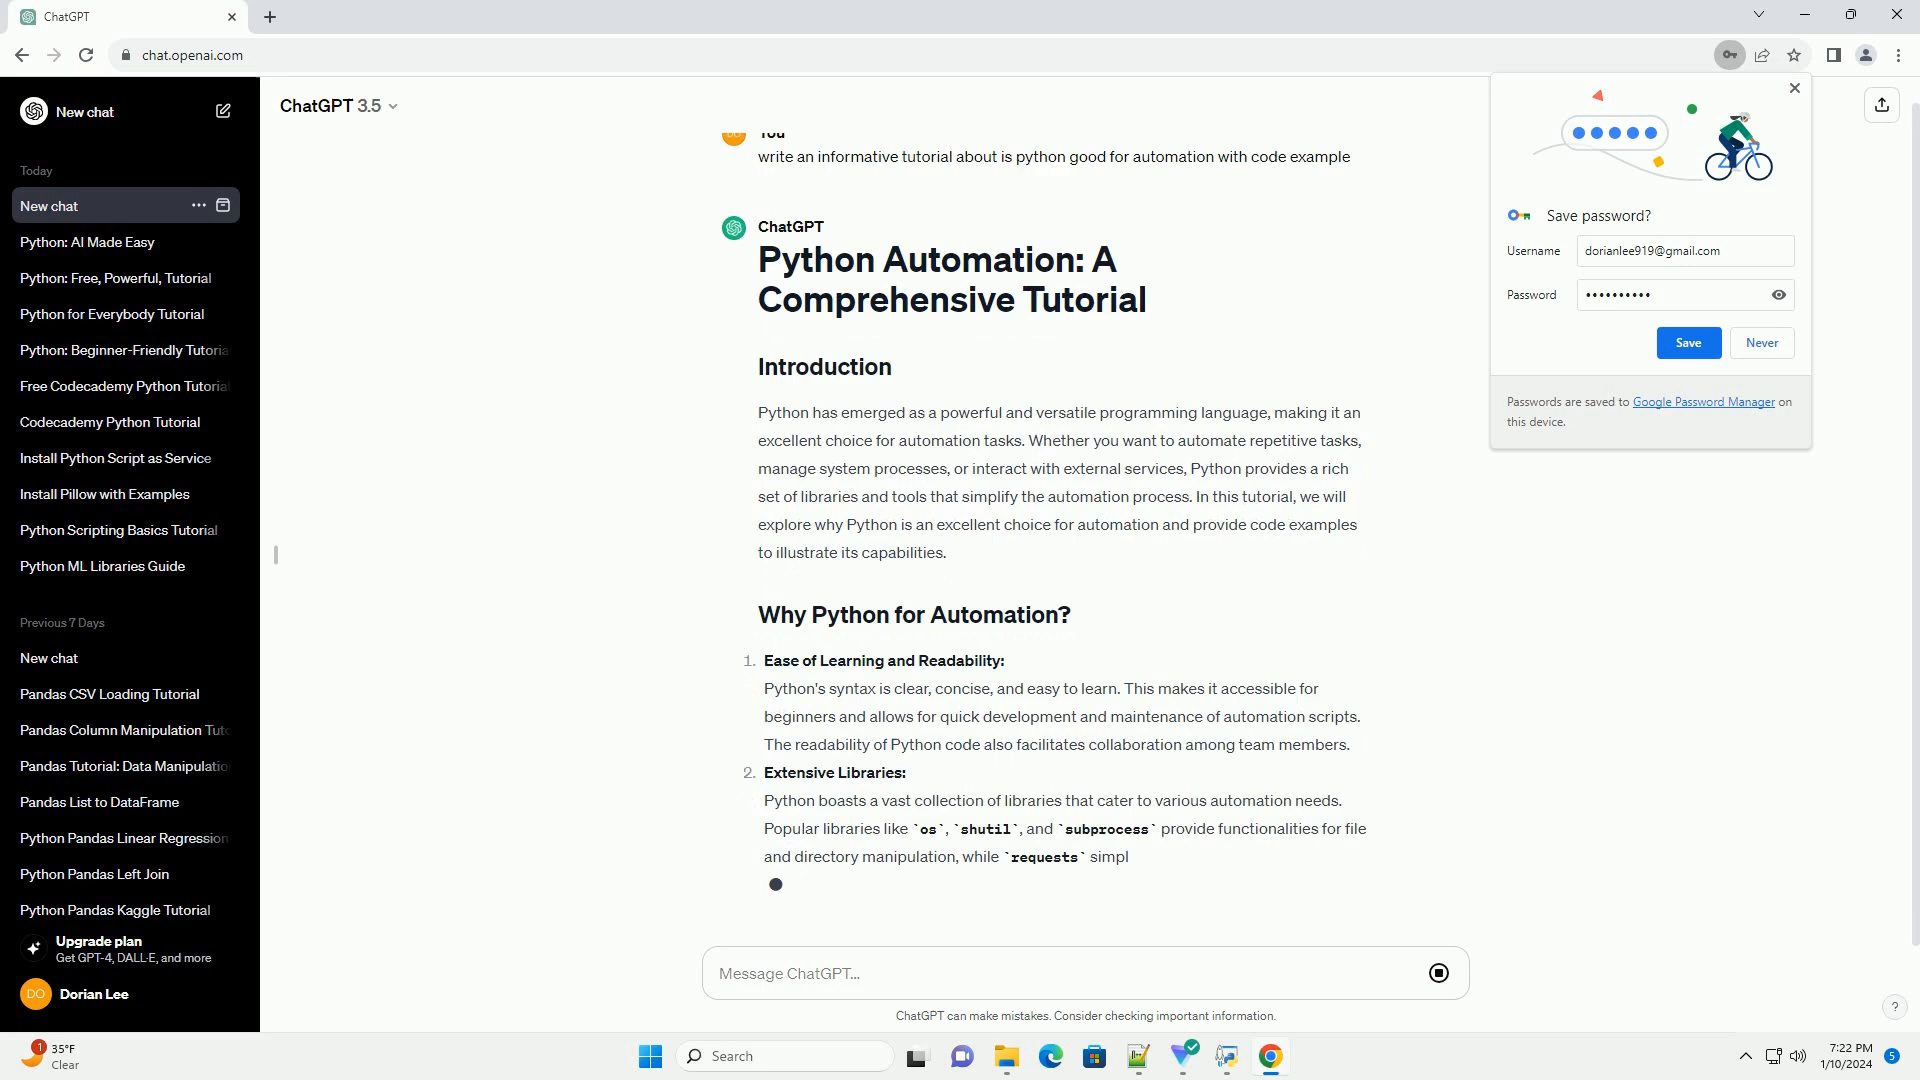 ChatGPT
chat.openai.com
New chat
Today
New chat
Python: AI Made Easy
Python: Free, Powerful, Tutorial
Python for Everybody Tutorial
Python: Beginner-Friendly Tutoria
Free Codecademy Python Tutorial
Codecademy Python Tutorial
Install Python Script as Service
Install Pillow with Examples
Python Scripting Basics Tutorial
Python ML Libraries Guide
Previous 7 Days
New chat
Pandas CSV Loading Tutorial
Pandas Column Manipulation Tuto
Pandas Tutorial: Data Manipulatio
Pandas List to DataFrame
Python Pandas Linear Regression
Python Pandas Left Join
Python Pandas Kaggle Tutorial
Upgrade plan
Get GPT-4, DALL·E, and more
DO Dorian Lee
ChatGPT 3.5
DO You
write an informative tutorial about is python good for automation with code example
ChatGPT
Python Automation: A
Comprehensive Tutorial
Introduction
Python has emerged as a powerful and versatile programming language, making it an
excellent choice for automation tasks. Whether you want to automate repetitive tasks,
manage system processes, or interact with external services, Python provides a rich
set of libraries and tools that simplify the automation process. In this tutorial, we will
explore why Python is an excellent choice for automation and provide code examples
to illustrate its capabilities.
Why Python for Automation?
1. Ease of Learning and Readability:
Python's syntax is clear, concise, and easy to learn. This makes it accessible for
beginners and allows for quick development and maintenance of automation scripts.
The readability of Python code also facilitates collaboration among team members.
2. Extensive Libraries:
Python boasts a vast collection of libraries that cater to various automation needs.
Popular libraries like `os`, `shutil`, and `subprocess` provide functionalities for file
and directory manipulation, while `requests` simpl
Message ChatGPT...
ChatGPT can make mistakes. Consider checking important information.
?
Save password?
Username dorianlee919@gmail.com
Password ••••••••••
Save Never
Passwords are saved to Google Password Manager on
this device.
1
35°F
Clear
Search
7:22 PM
1/10/2024
5